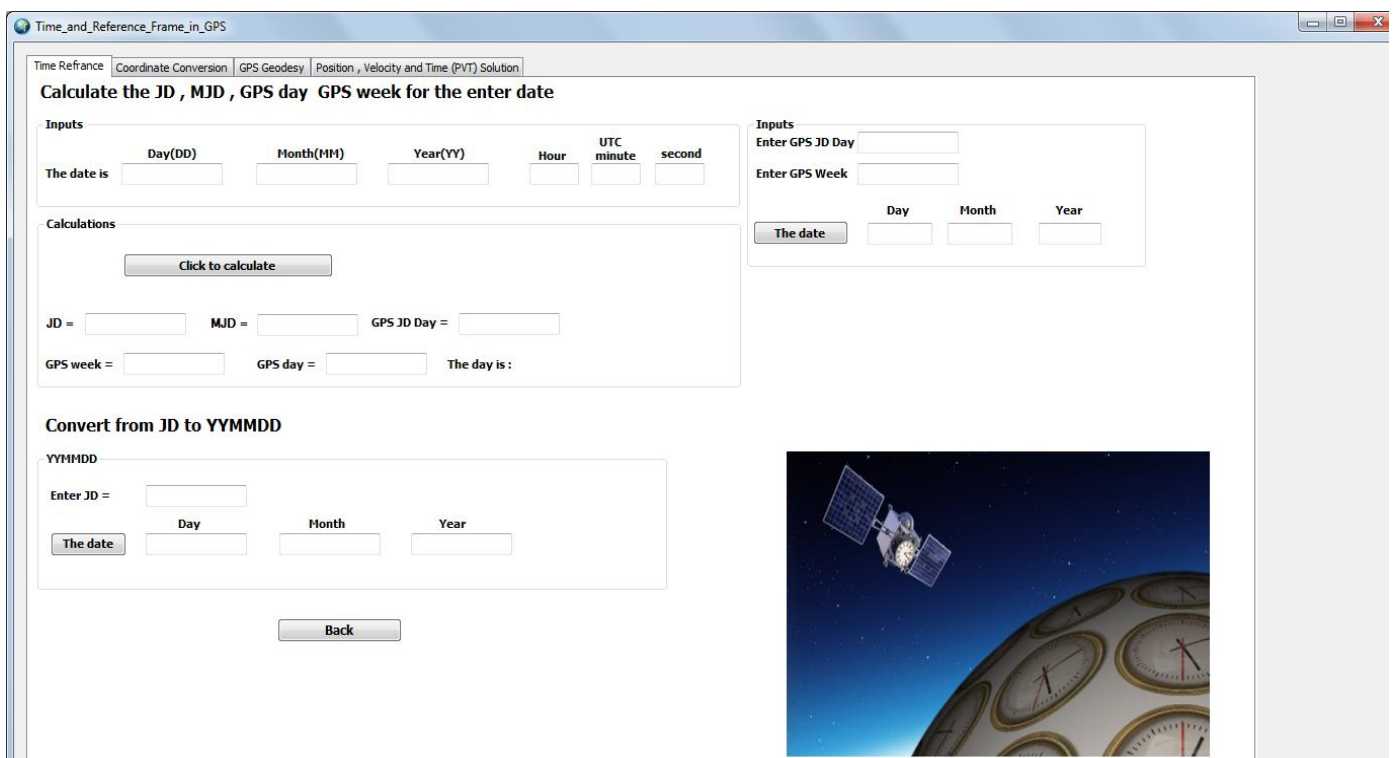 Time_and_Reference_Frame_in_GPS
Time Refrance Coordinate Conversion GPS Geodesy Position , Velocity and Time (PVT) Solution
Calculate the JD , MJD , GPS day GPS week for the enter date
Inputs
Day(DD) Month(MM) Year(YY) Hour UTC minute second
The date is
Calculations
Click to calculate
JD = MJD = GPS JD Day =
GPS week = GPS day = The day is :
Inputs
Enter GPS JD Day
Enter GPS Week
Day Month Year
The date
Convert from JD to YYMMDD
YYMMDD
Enter JD =
Day Month Year
The date
Back